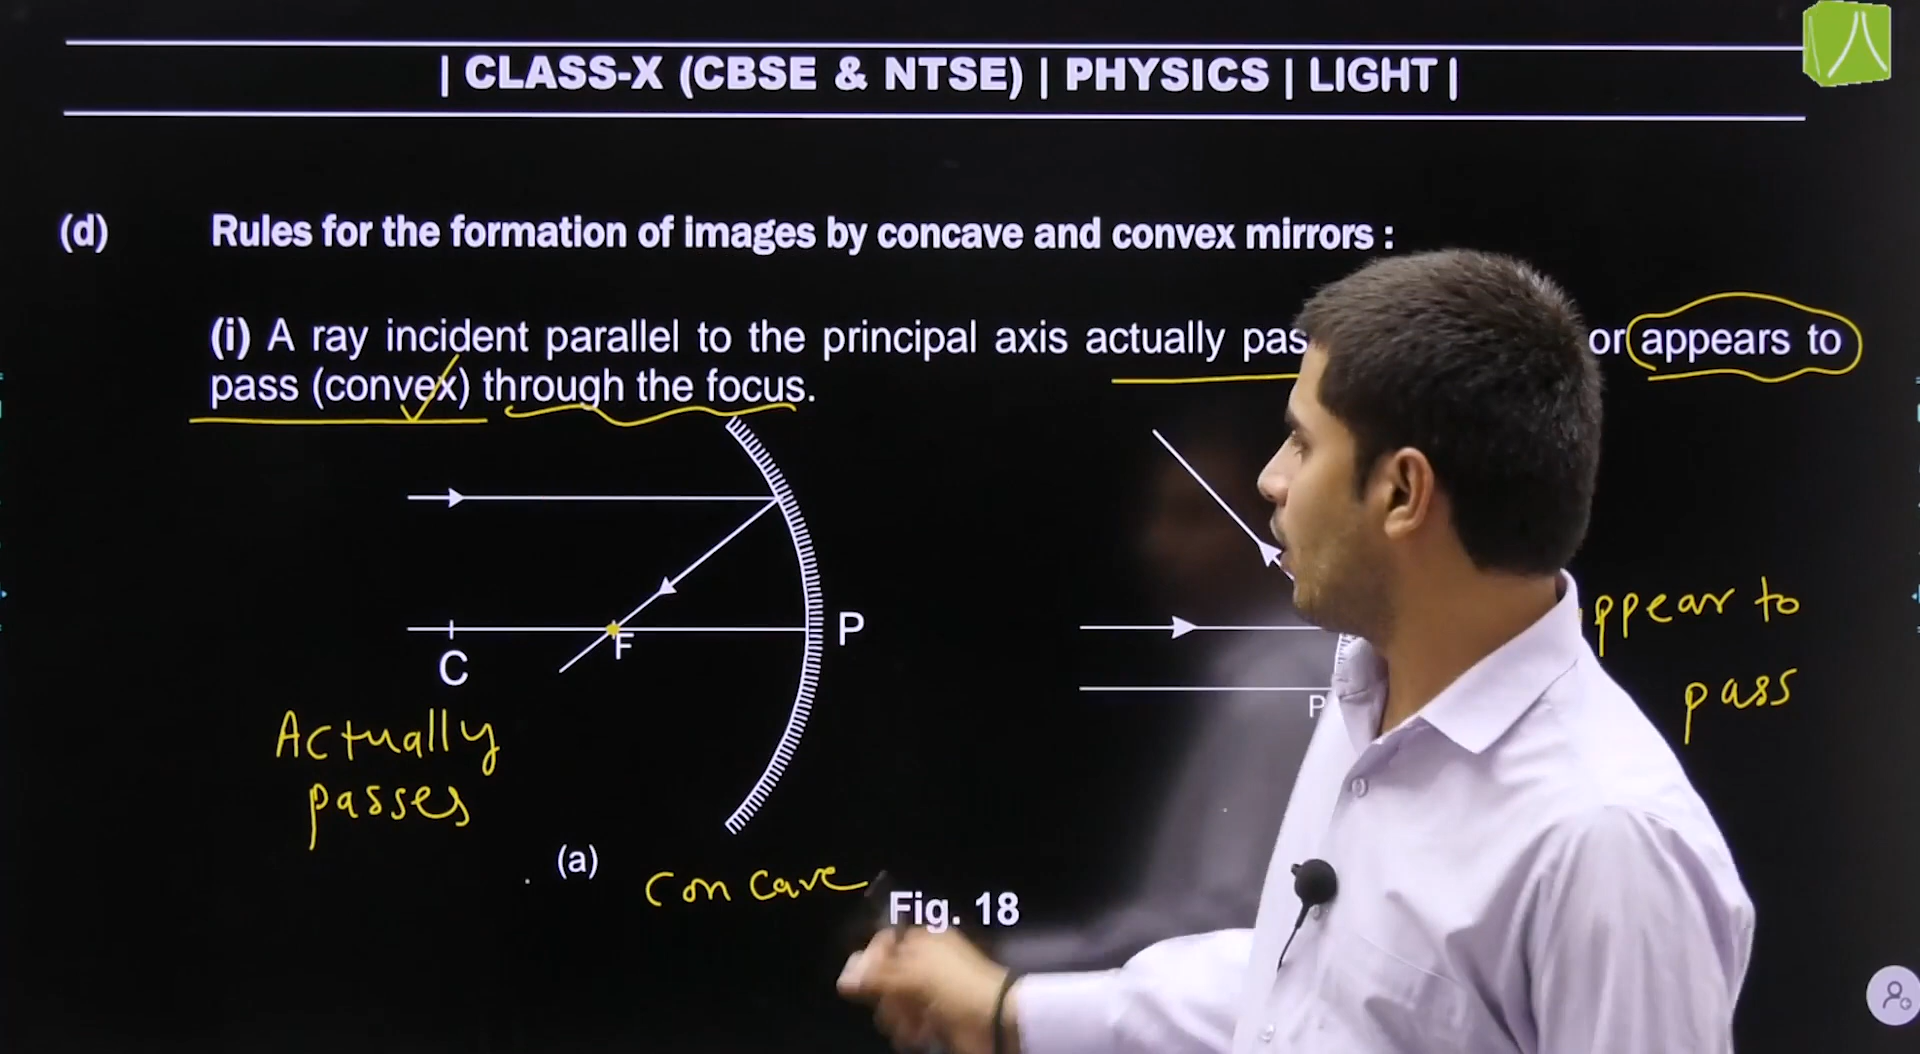 | CLASS-X (CBSE & NTSE) | PHYSICS | LIGHT |
(d) Rules for the formation of images by concave and convex mirrors :
(i) A ray incident parallel to the principal axis actually or appears to
pass (convex) through the focus.
P
F
C
Actually
passes
(a)
concave
Fig. 18
P
to
pass